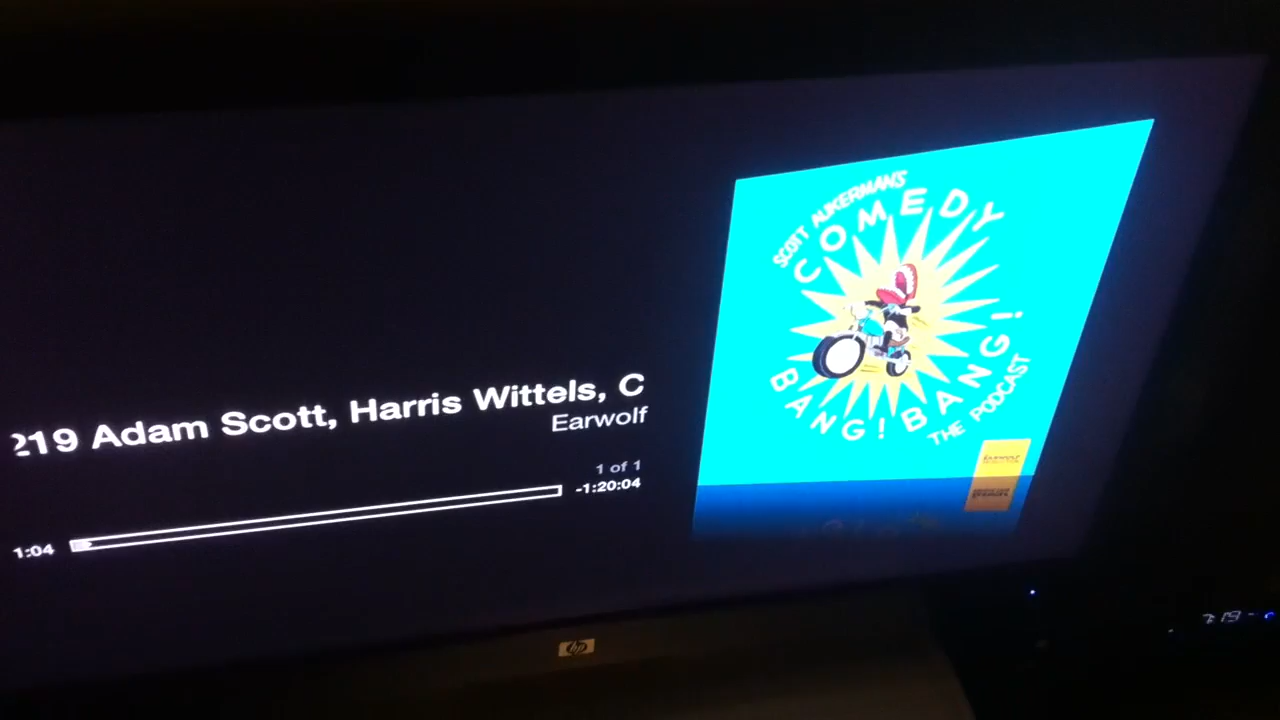 219 Adam Scott, Harris Wittels, C
Earwolf
1 of 1
1:04
-1:20:04
SCOTT AUKERMAN'S
COMEDY
BANG! BANG!
THE PODCAST
hp